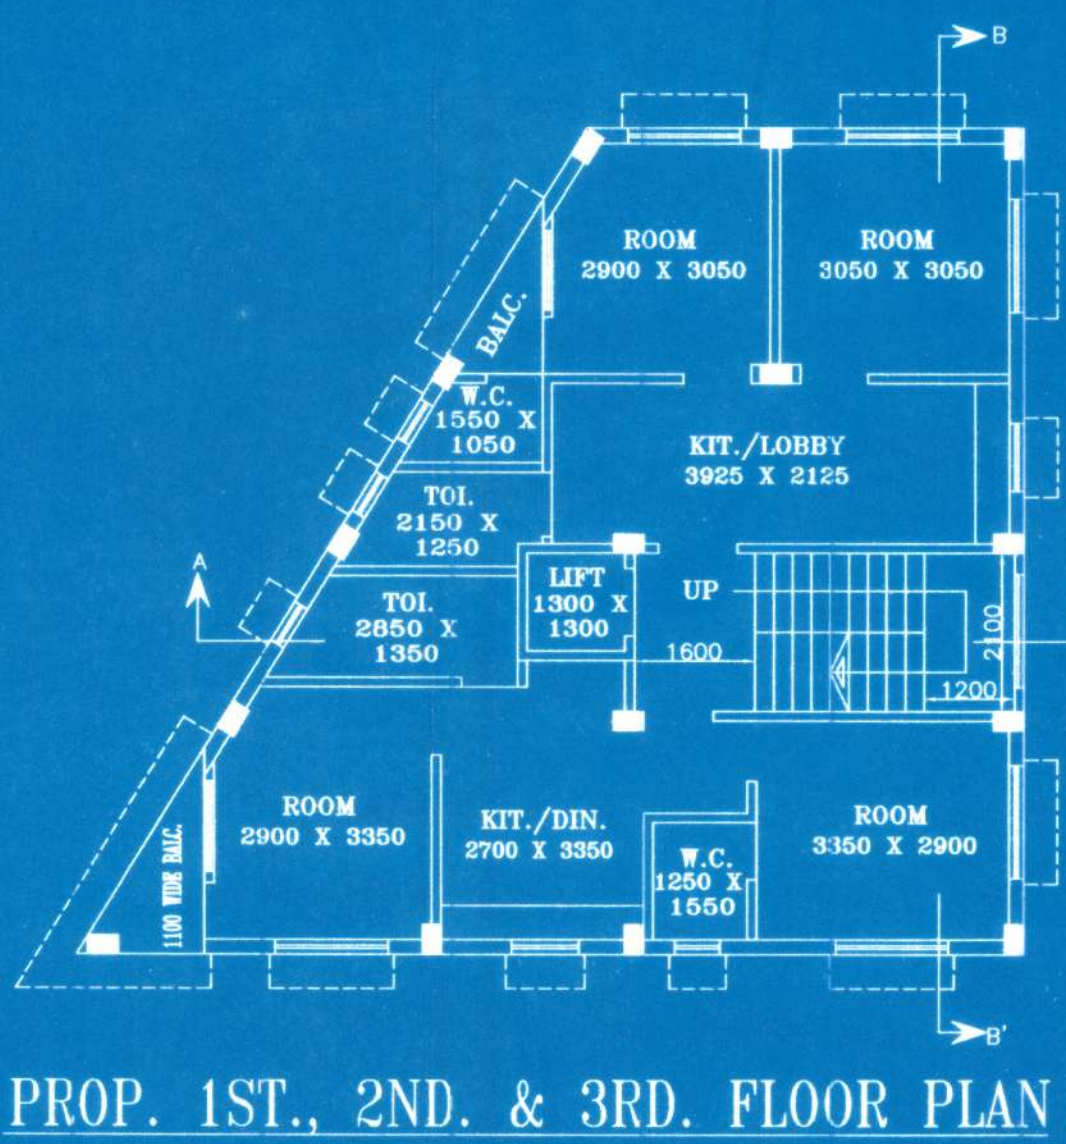 B
ROOM
2900 X 3050
ROOM
3050 X 3050
BALC.
W.C.
1550 X
1050
KIT./LOBBY
3925 X 2125
TOI.
2150 X
1250
A
LIFT
1300 X
1300
UP
TOI.
2850 X
1350
1600
2100
1200
ROOM
2900 X 3350
KIT./DIN.
2700 X 3350
ROOM
3350 X 2900
1100 WIDE BALC.
W.C.
1250 X
1550
B'
PROP. 1ST., 2ND. & 3RD. FLOOR PLAN